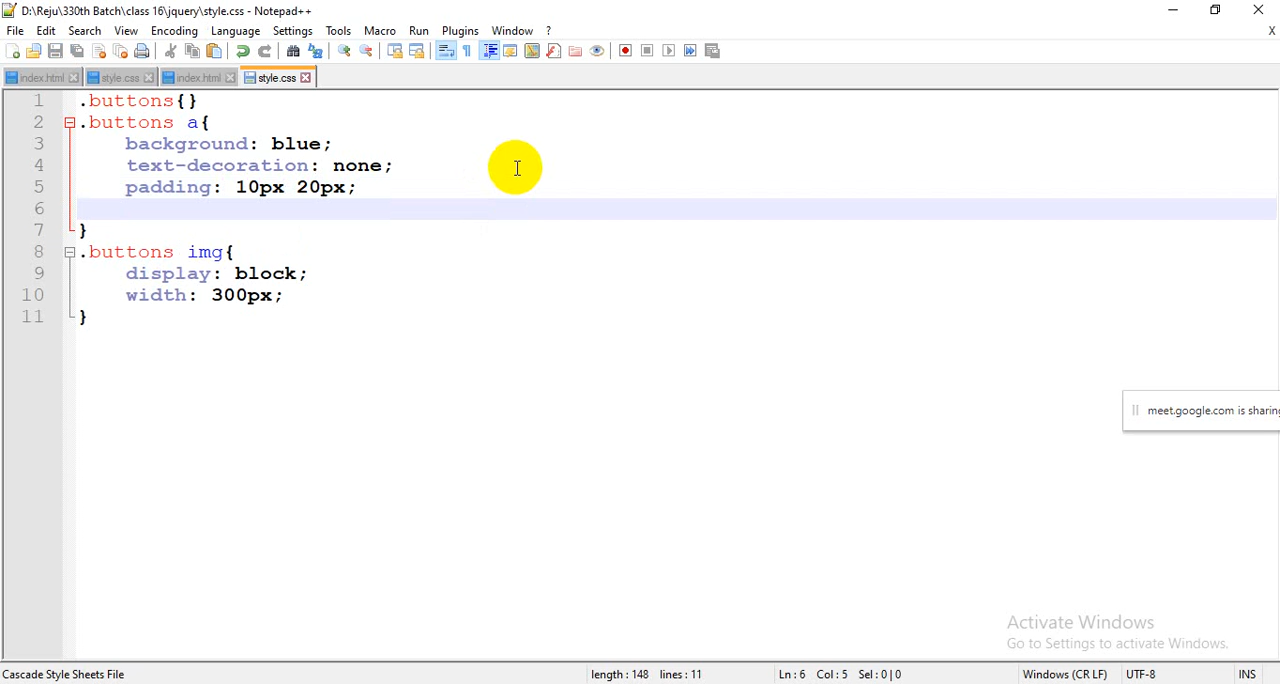 D:\Reju\330th Batch\class 16\jquery\style.css - Notepad++
File Edit Search View Encoding Language Settings Tools Macro Run Plugins Window ?
X
index.html style.css index.html style.css
1 .buttons{}
2 .buttons a{
3 background: blue;
4 text-decoration: none;
5 padding: 10px 20px;
6
7 }
8 .buttons img{
9 display: block;
10 width: 300px;
11 }
meet.google.com is sharing
Activate Windows
Go to Settings to activate Windows.
Cascade Style Sheets File length : 148 lines : 11 Ln : 6 Col : 5 Sel : 0 | 0 Windows (CR LF) UTF-8 INS